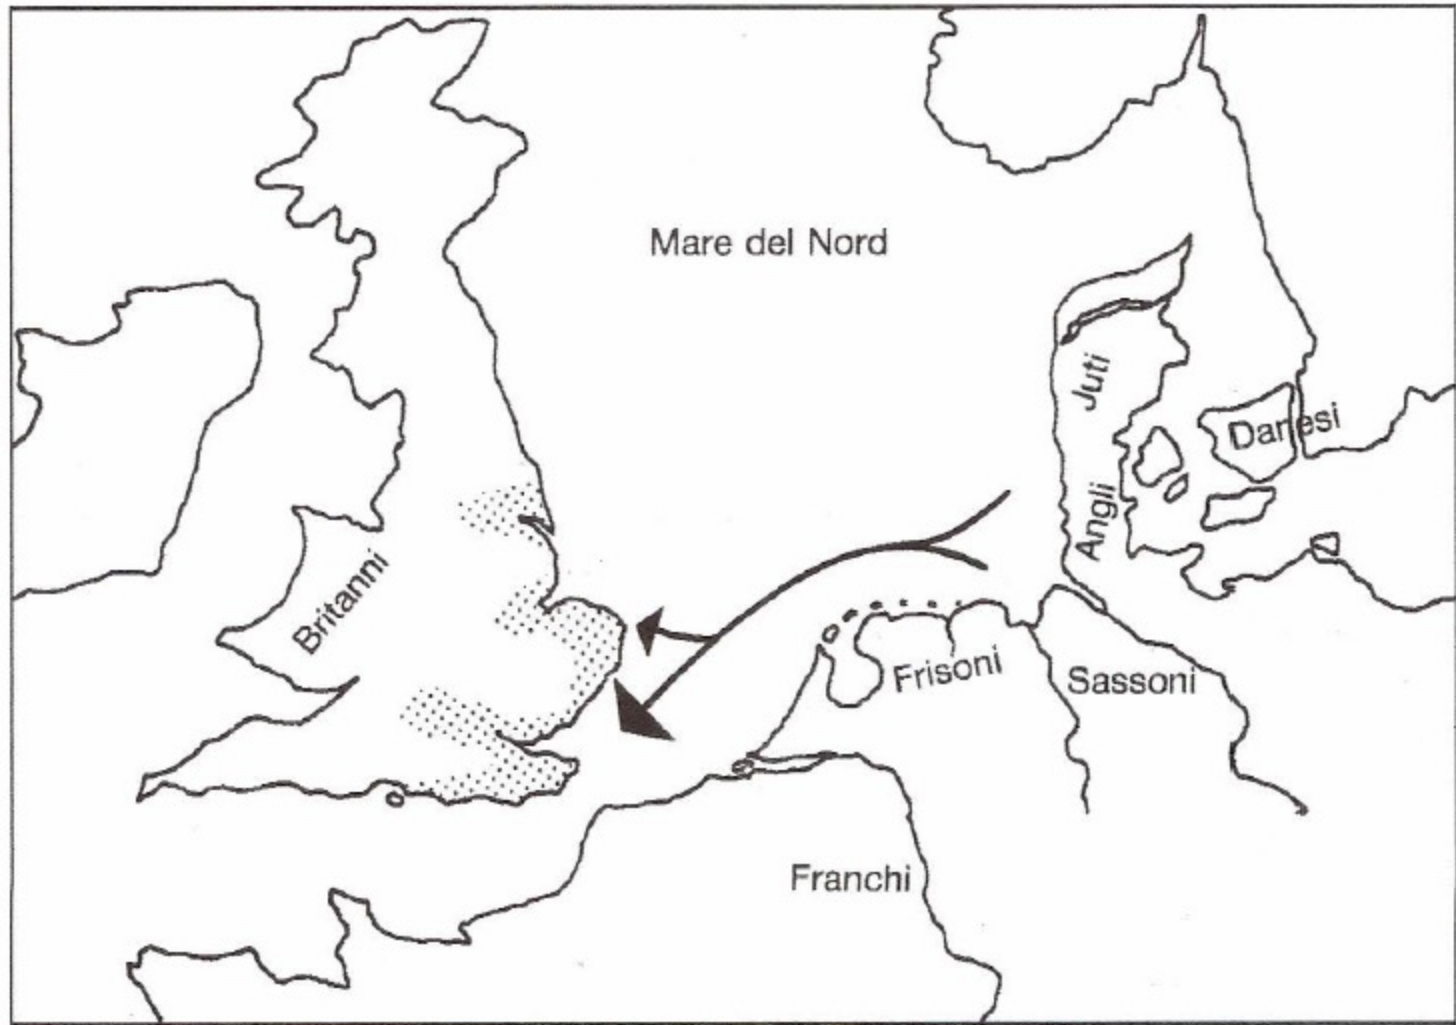 Mare del Nord
Juti
Danesi
Angli
Britanni
Frisoni
Sassoni
Franchi